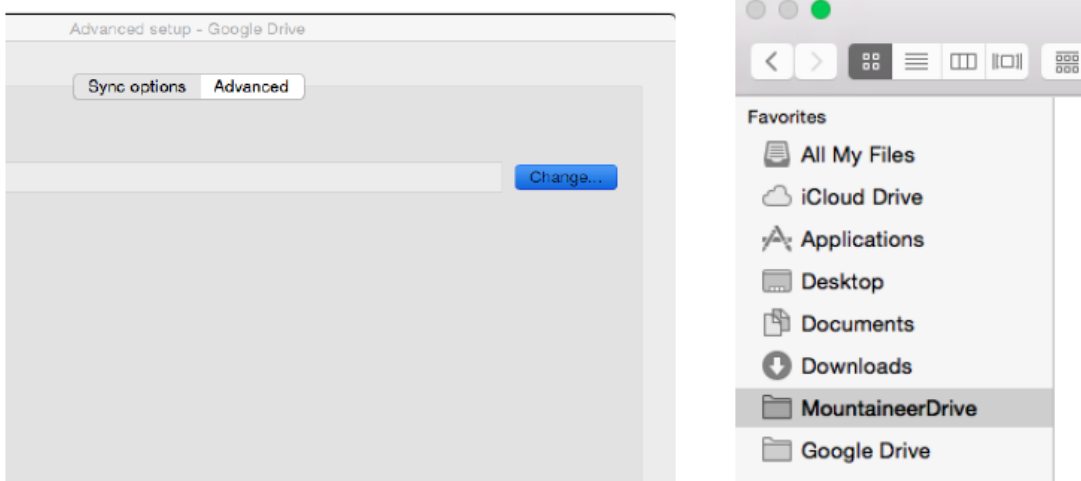 Advanced setup - Google Drive
Sync options Advanced
Change...
Favorites
All My Files
iCloud Drive
Applications
Desktop
Documents
Downloads
MountaineerDrive
Google Drive